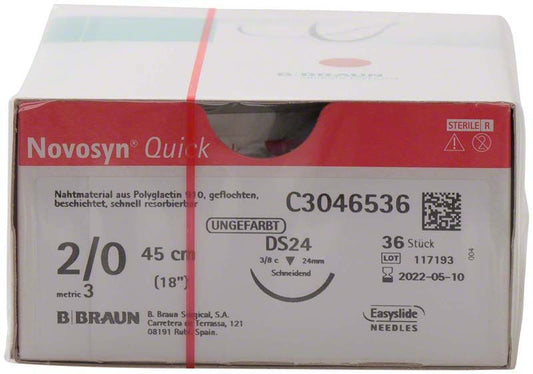 B|BRAUN
Novosyn® Quick
STERILE R
Nahtmaterial aus Polyglactin 910, geflochten,
beschichtet, schnell resorbierbar
C3046536
UNGEFÄRBT
2/0 45 cm
metric 3 (18")
DS24
3/8 c 24mm
Schneidend
36 Stück
LOT 117193
2022-05-10
004
B|BRAUN
B. Braun Surgical, S.A.
Carretera de Terrassa, 121
08191 Rubí, Spain.
Easyslide
NEEDLES